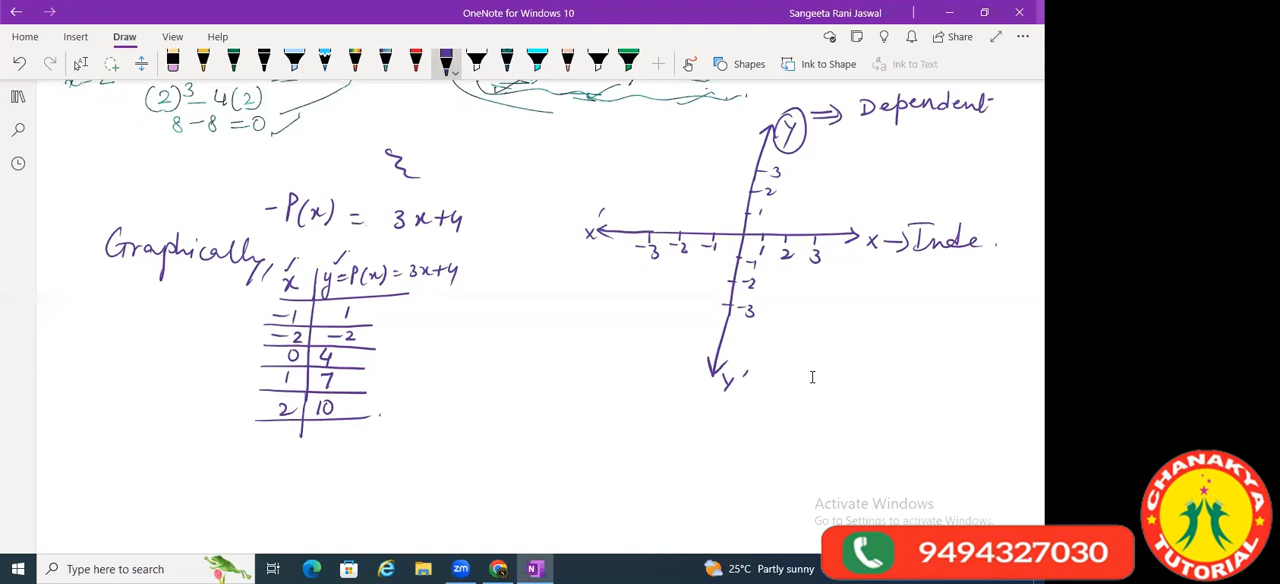 OneNote for Windows 10
Sangeeta Rani Jaswal
Home Insert Draw View Help
Share
Shapes
Ink to Shape
Ink to Text
(2)³ - 4(2)
8 - 8 = 0
y ⇒ Dependent
- P(x) = 3x+4
Graphically
x | y = P(x) = 3x+4
-1 | 1
-2 | -2
0 | 4
1 | 7
2 | 10
3
2
1
x' -3 -2 -1 1 2 3 x → Inde.
-1
-2
-3
y'
Activate Windows
Go to Settings to activate Windows.
9494327030
CHANAKYA
TUTORIAL
Type here to search
zm
N
25°C Partly sunny